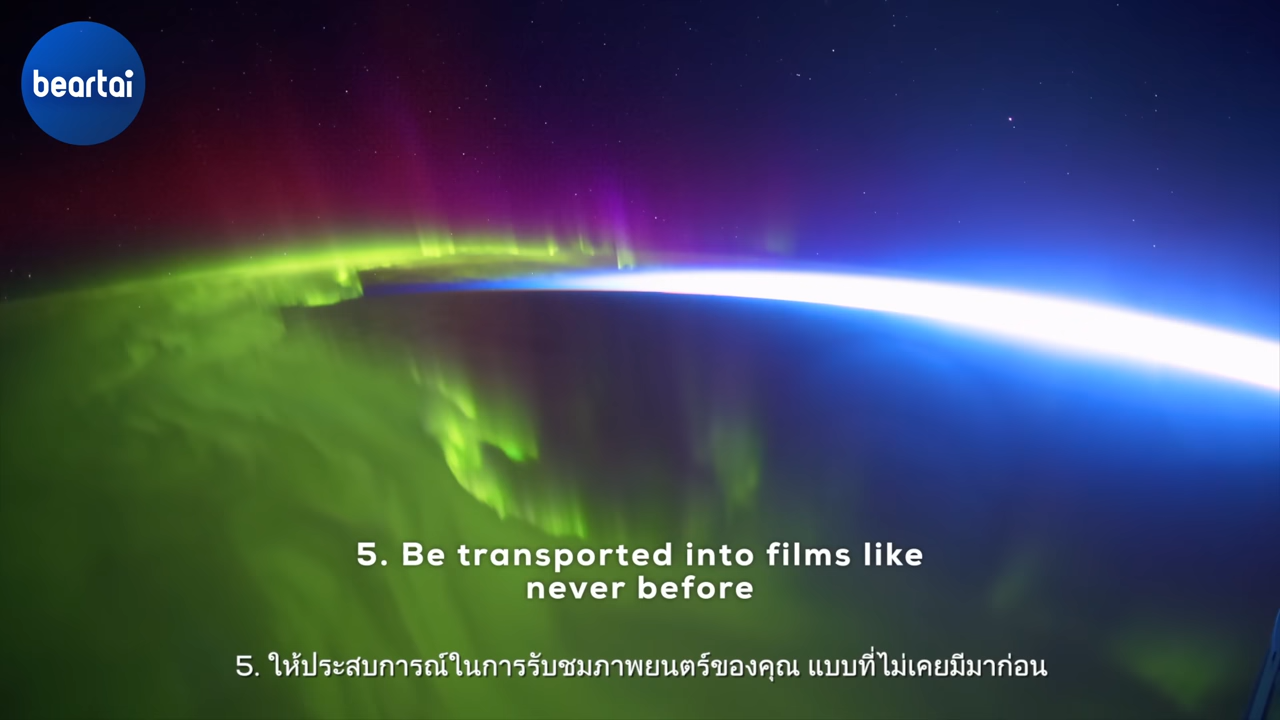 beartai
5. Be transported into films like
never before
5. ให้ประสบการณ์ในการรับชมภาพยนตร์ของคุณ แบบที่ไม่เคยมีมาก่อน